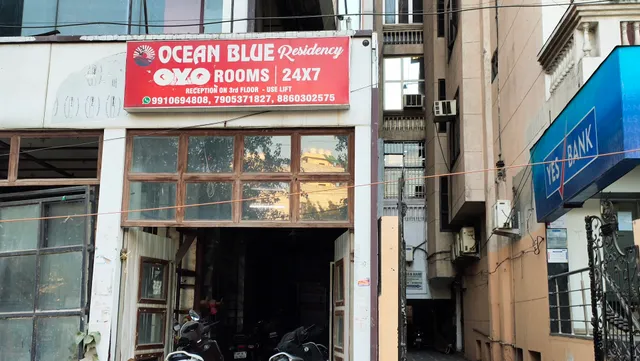 OCEAN BLUE Residency
OYO ROOMS | 24X7
RECEPTION ON 3rd FLOOR - USE LIFT
9910694808, 7905371827, 8860302575
YES BANK